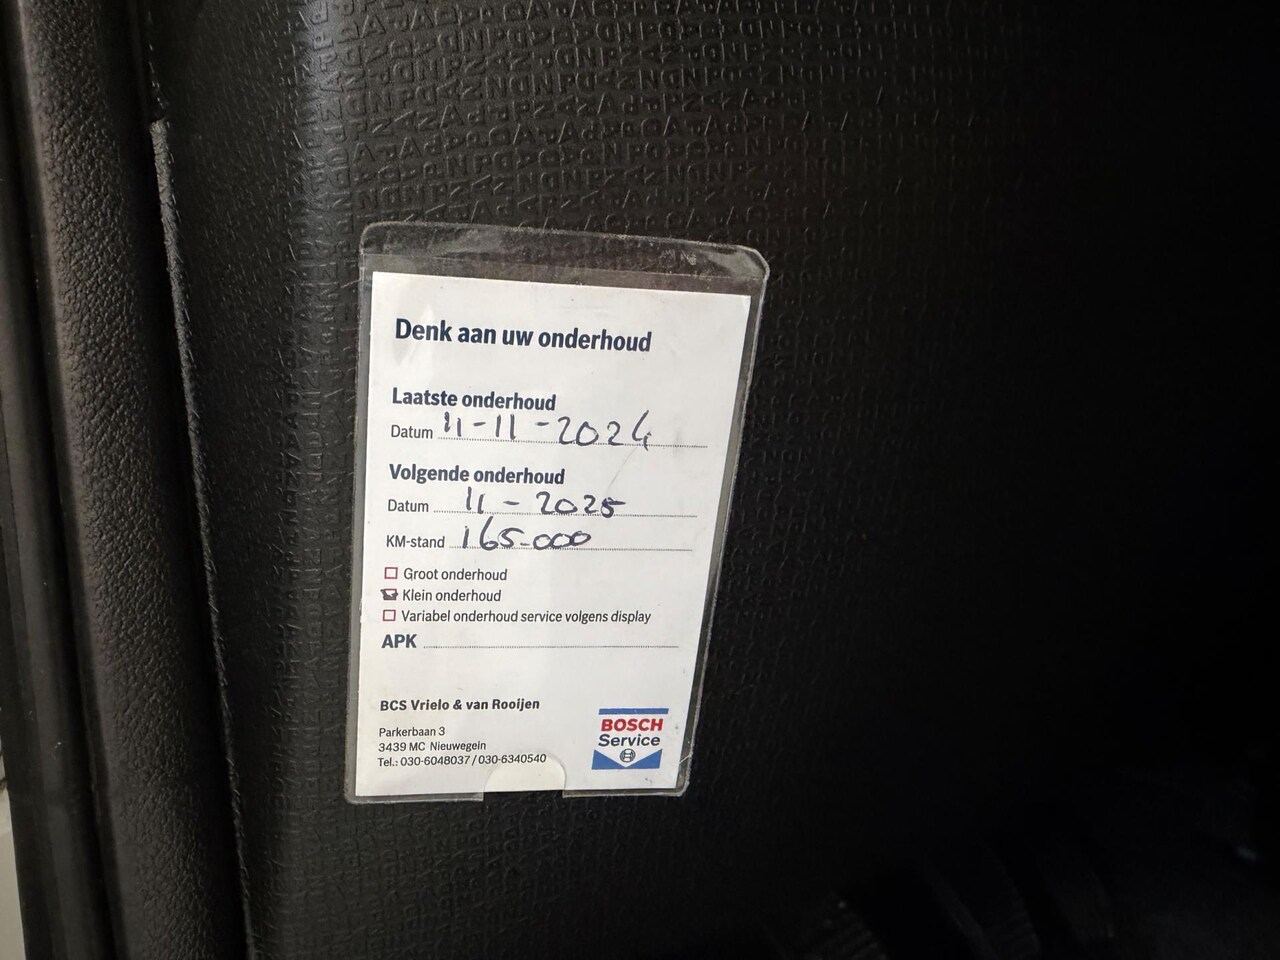 Denk aan uw onderhoud
Laatste onderhoud
Datum 11-11-2024
Volgende onderhoud
Datum 11-2025
KM-stand 165.000
Groot onderhoud
Klein onderhoud
Variabel onderhoud service volgens display
APK
BCS Vrielo & van Rooijen
Parkerbaan 3
3439 MC Nieuwegein
Tel.: 030-6048037 / 030-6340540
BOSCH
Service